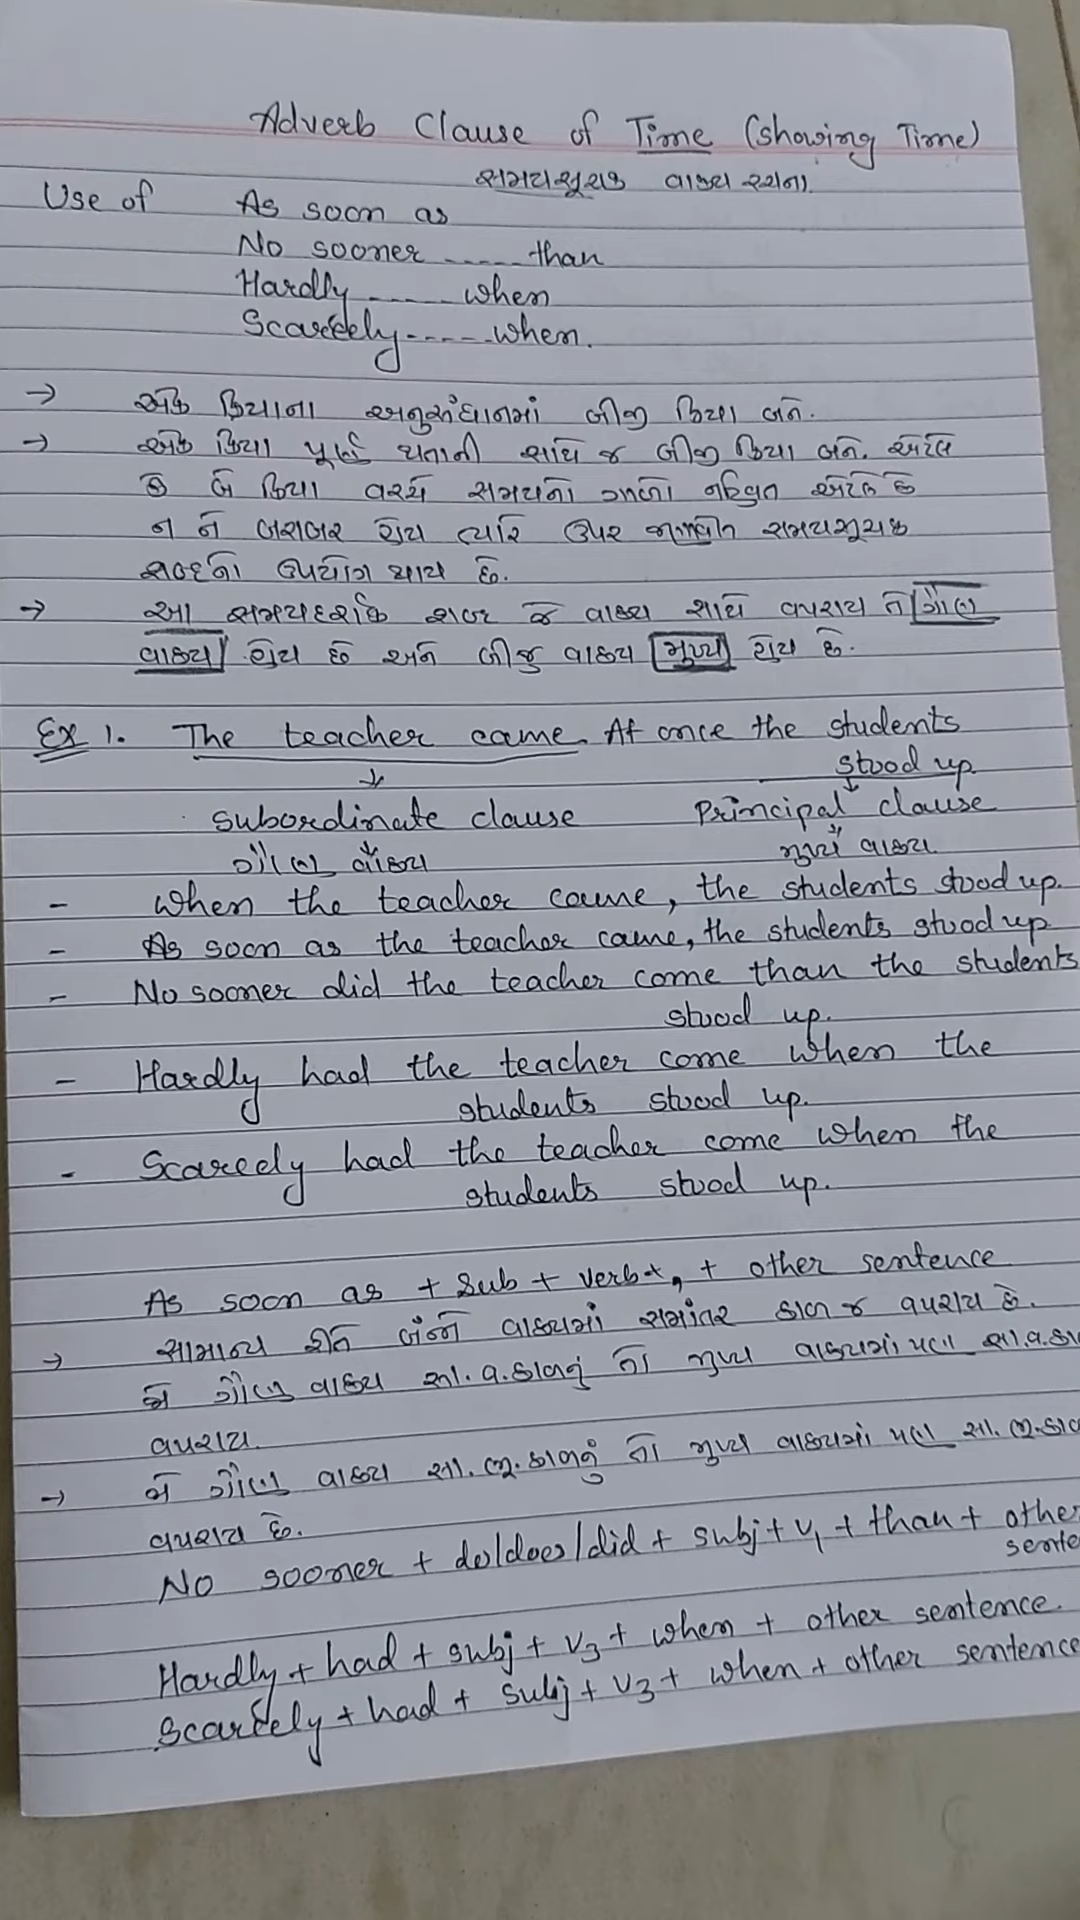 Adverb Clause of Time (showing Time)
સમયસૂચક વાક્ય રચના.
Use of As soon as
No sooner ----- than
Hardly ----- when
Scarcely ----- when.
→ એક ક્રિયાના અનુસંધાનમાં બીજી ક્રિયા બને.
→ એક ક્રિયા પૂર્ણ થતાની સાથે જ બીજી ક્રિયા બને. એટલે
કે બે ક્રિયા વચ્ચે સમયનો ગાળો નહિવત એટલે કે
ન ને બરાબર હોય ત્યારે ઉપર સમયસૂચક
શબ્દનો ઉપયોગ થાય છે.
→ આ સમયદર્શક શબ્દ જે વાક્ય સાથે વપરાય તે ગૌણ
વાક્ય હોય છે અને બીજુ વાક્ય મુખ્ય હોય છે.
Ex 1. The teacher came. At once the students
stood up.
subordinate clause Principal clause
ગૌણ વાક્ય મુખ્ય વાક્ય
- When the teacher came, the students stood up.
- As soon as the teacher came, the students stood up
- No sooner did the teacher come than the students
stood up.
- Hardly had the teacher come when the
students stood up.
- Scarcely had the teacher come when the
students stood up.
As soon as + Sub + verb+, + other sentence
→ સામાન્ય રીતે બંને વાક્યમાં સમાંતર કાળ જ વપરાય છે.
જો ગૌણ વાક્ય સા. વ. કાળનું તો મુખ્ય વાક્યમાં પણ સા. વ. કા
વપરાય.
→ જો ગૌણ વાક્ય સા. ભૂ. કાળનું તો મુખ્ય વાક્યમાં પણ સા. ભૂ. કાળ
વપરાય છે.
No sooner + do/does/did + subj + v1 + than + other
sente
Hardly + had + subj + v3 + when + other sentence.
Scarcely + had + subj + v3 + when + other sentence